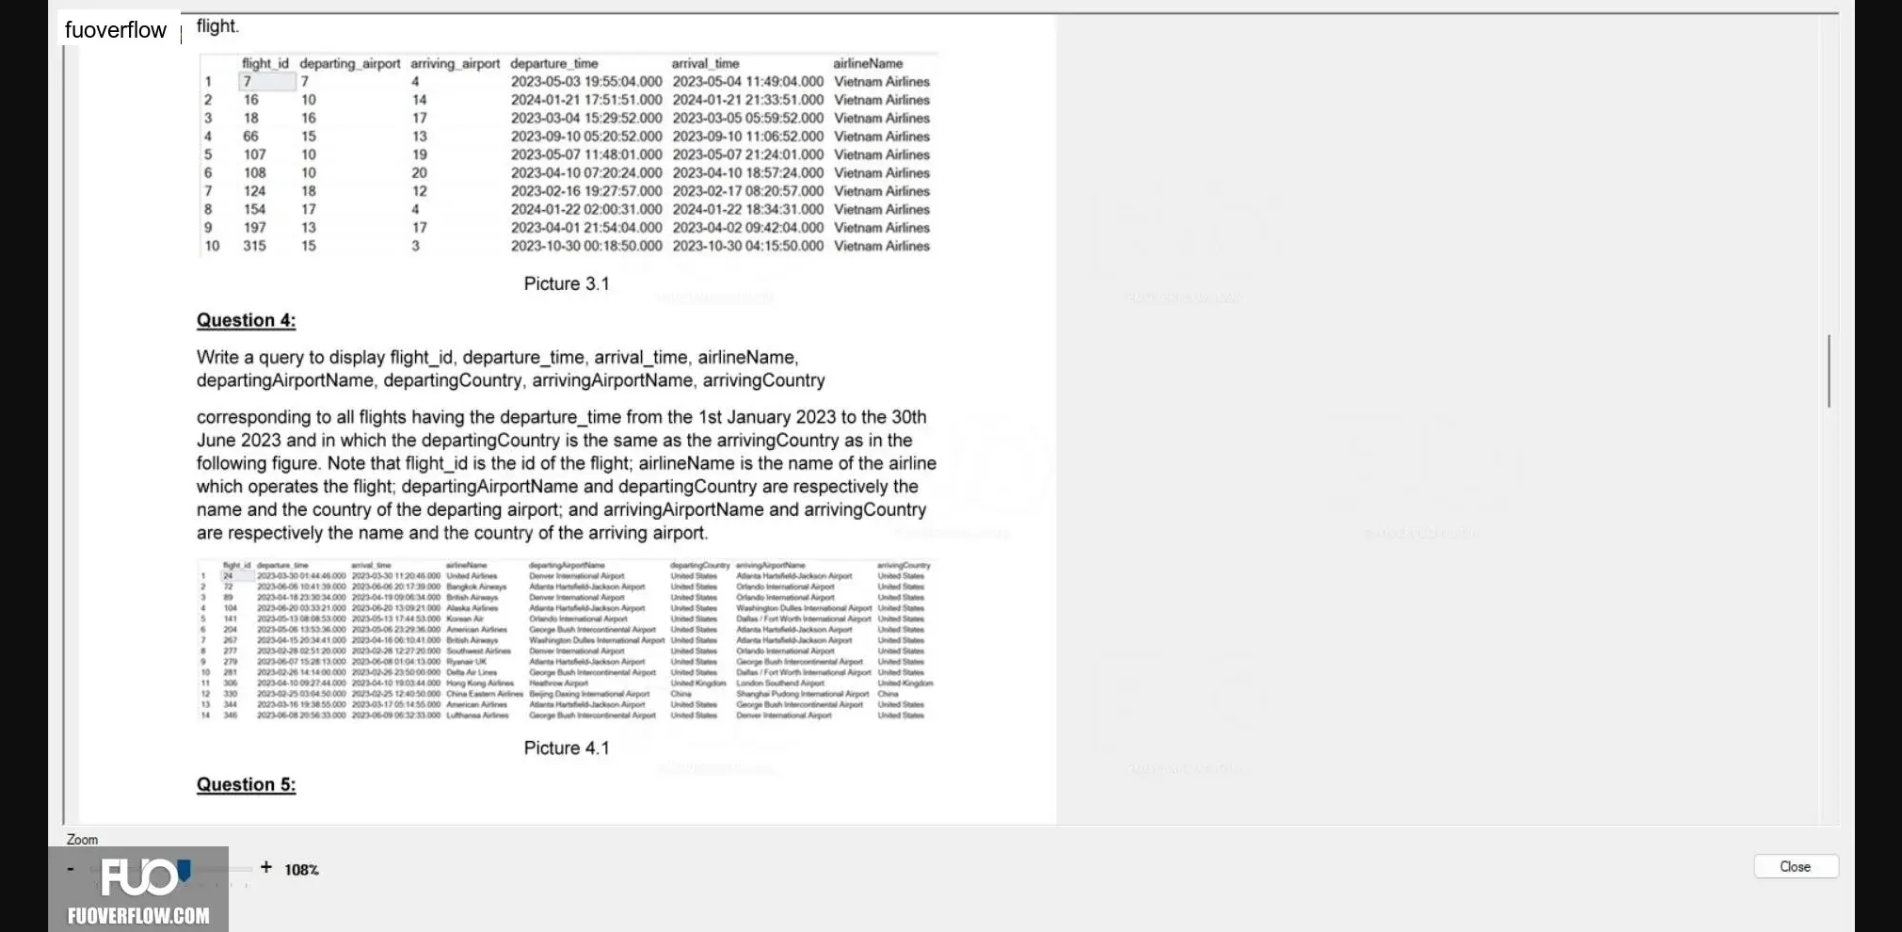 fuoverflow
flight.
flight_id departing_airport arriving_airport departure_time arrival_time airlineName
1 7 7 4 2023-05-03 19:55:04.000 2023-05-04 11:49:04.000 Vietnam Airlines
2 16 10 14 2024-01-21 17:51:51.000 2024-01-21 21:33:51.000 Vietnam Airlines
3 18 16 17 2023-03-04 15:29:52.000 2023-03-05 05:59:52.000 Vietnam Airlines
4 66 15 13 2023-09-10 05:20:52.000 2023-09-10 11:06:52.000 Vietnam Airlines
5 107 10 19 2023-05-07 11:48:01.000 2023-05-07 21:24:01.000 Vietnam Airlines
6 108 10 20 2023-04-10 07:20:24.000 2023-04-10 18:57:24.000 Vietnam Airlines
7 124 18 12 2023-02-16 19:27:57.000 2023-02-17 08:20:57.000 Vietnam Airlines
8 154 17 4 2024-01-22 02:00:31.000 2024-01-22 18:34:31.000 Vietnam Airlines
9 197 13 17 2023-04-01 21:54:04.000 2023-04-02 09:42:04.000 Vietnam Airlines
10 315 15 3 2023-10-30 00:18:50.000 2023-10-30 04:15:50.000 Vietnam Airlines
Picture 3.1
Question 4:
Write a query to display flight_id, departure_time, arrival_time, airlineName,
departingAirportName, departingCountry, arrivingAirportName, arrivingCountry
corresponding to all flights having the departure_time from the 1st January 2023 to the 30th
June 2023 and in which the departingCountry is the same as the arrivingCountry as in the
following figure. Note that flight_id is the id of the flight; airlineName is the name of the airline
which operates the flight; departingAirportName and departingCountry are respectively the
name and the country of the departing airport; and arrivingAirportName and arrivingCountry
are respectively the name and the country of the arriving airport.
flight_id departure_time arrival_time airlineName departingAirportName departingCountry arrivingAirportName arrivingCountry
1 24 2023-03-30 01:44:46.000 2023-03-30 11:20:46.000 United Airlines Denver International Airport United States Atlanta Hartsfield-Jackson Airport United States
2 72 2023-06-06 10:41:39.000 2023-06-06 20:17:39.000 Bangkok Airways Atlanta Hartsfield-Jackson Airport United States Orlando International Airport United States
3 89 2023-04-18 23:30:34.000 2023-04-19 09:06:34.000 British Airways Denver International Airport United States Orlando International Airport United States
4 104 2023-06-20 03:33:21.000 2023-06-20 13:09:21.000 Alaska Airlines Atlanta Hartsfield-Jackson Airport United States Washington Dulles International Airport United States
5 141 2023-05-13 08:08:53.000 2023-05-13 17:44:53.000 Korean Air Orlando International Airport United States Dallas / Fort Worth International Airport United States
6 204 2023-05-06 13:53:36.000 2023-05-06 23:29:36.000 American Airlines George Bush Intercontinental Airport United States Atlanta Hartsfield-Jackson Airport United States
7 267 2023-04-15 20:34:41.000 2023-04-16 06:10:41.000 British Airways Washington Dulles International Airport United States Atlanta Hartsfield-Jackson Airport United States
8 277 2023-02-28 02:51:20.000 2023-02-28 12:27:20.000 Southwest Airlines Denver International Airport United States Orlando International Airport United States
9 279 2023-06-07 15:28:13.000 2023-06-08 01:04:13.000 Ryanair UK Atlanta Hartsfield-Jackson Airport United States George Bush Intercontinental Airport United States
10 281 2023-02-26 14:14:00.000 2023-02-26 23:50:00.000 Delta Air Lines George Bush Intercontinental Airport United States Dallas / Fort Worth International Airport United States
11 306 2023-04-10 09:27:44.000 2023-04-10 19:03:44.000 Hong Kong Airlines Heathrow Airport United Kingdom London Southend Airport United Kingdom
12 330 2023-02-25 03:04:50.000 2023-02-25 12:40:50.000 China Eastern Airlines Beijing Daxing International Airport China Shanghai Pudong International Airport China
13 344 2023-03-16 19:38:55.000 2023-03-17 05:14:55.000 American Airlines Atlanta Hartsfield-Jackson Airport United States George Bush Intercontinental Airport United States
14 346 2023-06-08 20:56:33.000 2023-06-09 06:32:33.000 Lufthansa Airlines George Bush Intercontinental Airport United States Denver International Airport United States
Picture 4.1
Question 5:
Zoom
- + 108%
Close
FUO
FUOVERFLOW.COM